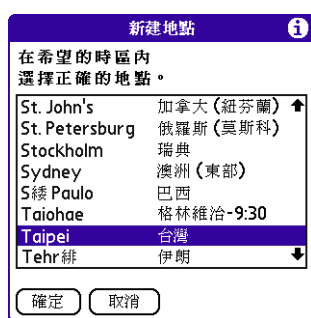 新建地點
在希望的時區內
選擇正確的地點。
St. John's 加拿大 (紐芬蘭)
St. Petersburg 俄羅斯 (莫斯科)
Stockholm 瑞典
Sydney 澳洲 (東部)
S緌 Paulo 巴西
Taiohae 格林維治-9:30
Taipei 台灣
Tehr緋 伊朗
確定 取消